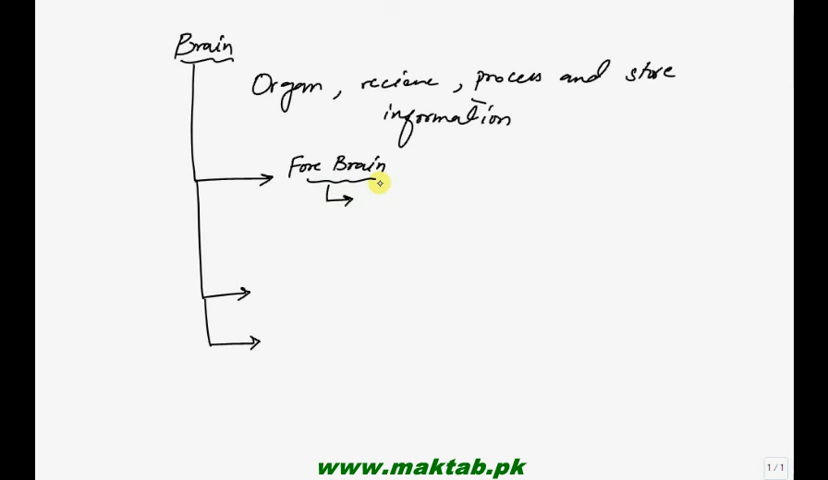 Brain
Organ, recieve, process and store
information
Fore Brain
www.maktab.pk
1/1